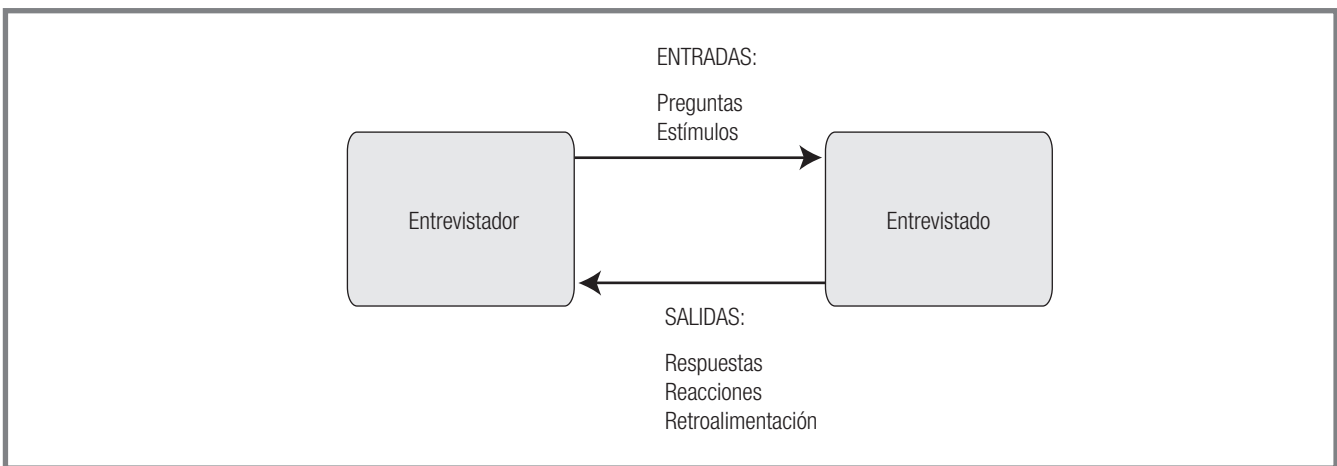 ENTRADAS:
Preguntas
Estímulos
Entrevistador
Entrevistado
SALIDAS:
Respuestas
Reacciones
Retroalimentación